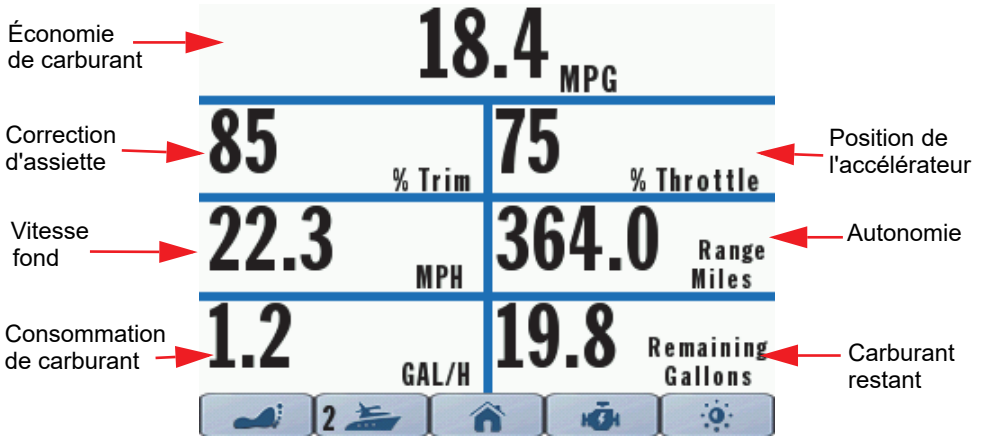 Économie
de carburant
18.4 MPG
Correction
d'assiette
85 % Trim
75 % Throttle
Position de
l'accélérateur
Vitesse
fond
22.3 MPH
364.0 Range
Miles
Autonomie
Consommation
de carburant
1.2 GAL/H
19.8 Remaining
Gallons
Carburant
restant
2